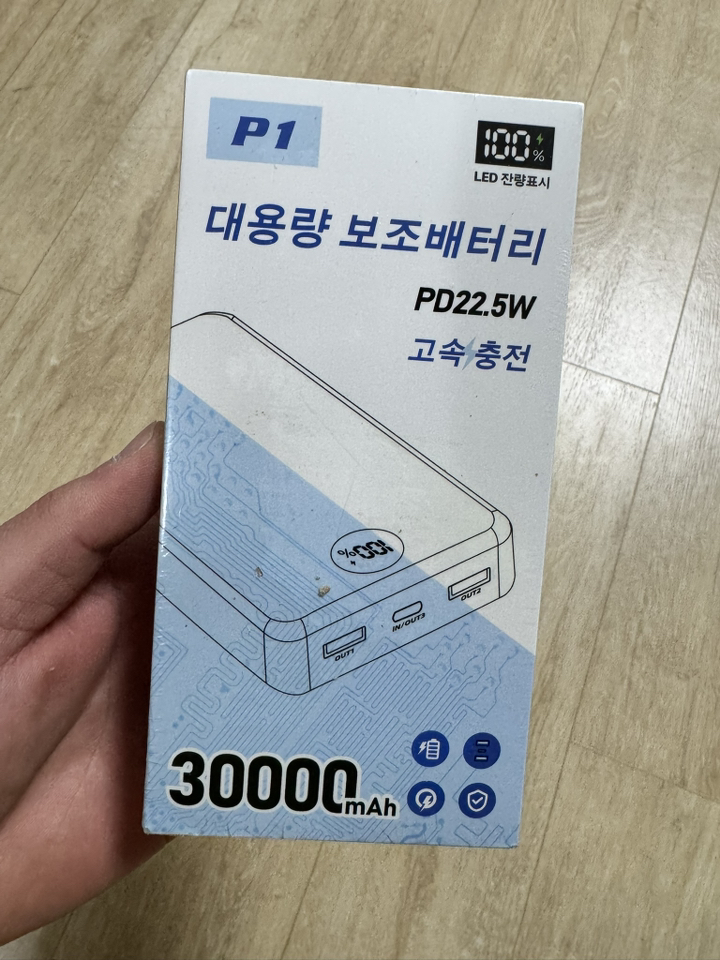 P1
100%
LED 잔량표시
대용량 보조배터리
PD22.5W
고속충전
100%
OUT1
IN/OUT3
OUT2
30000mAh